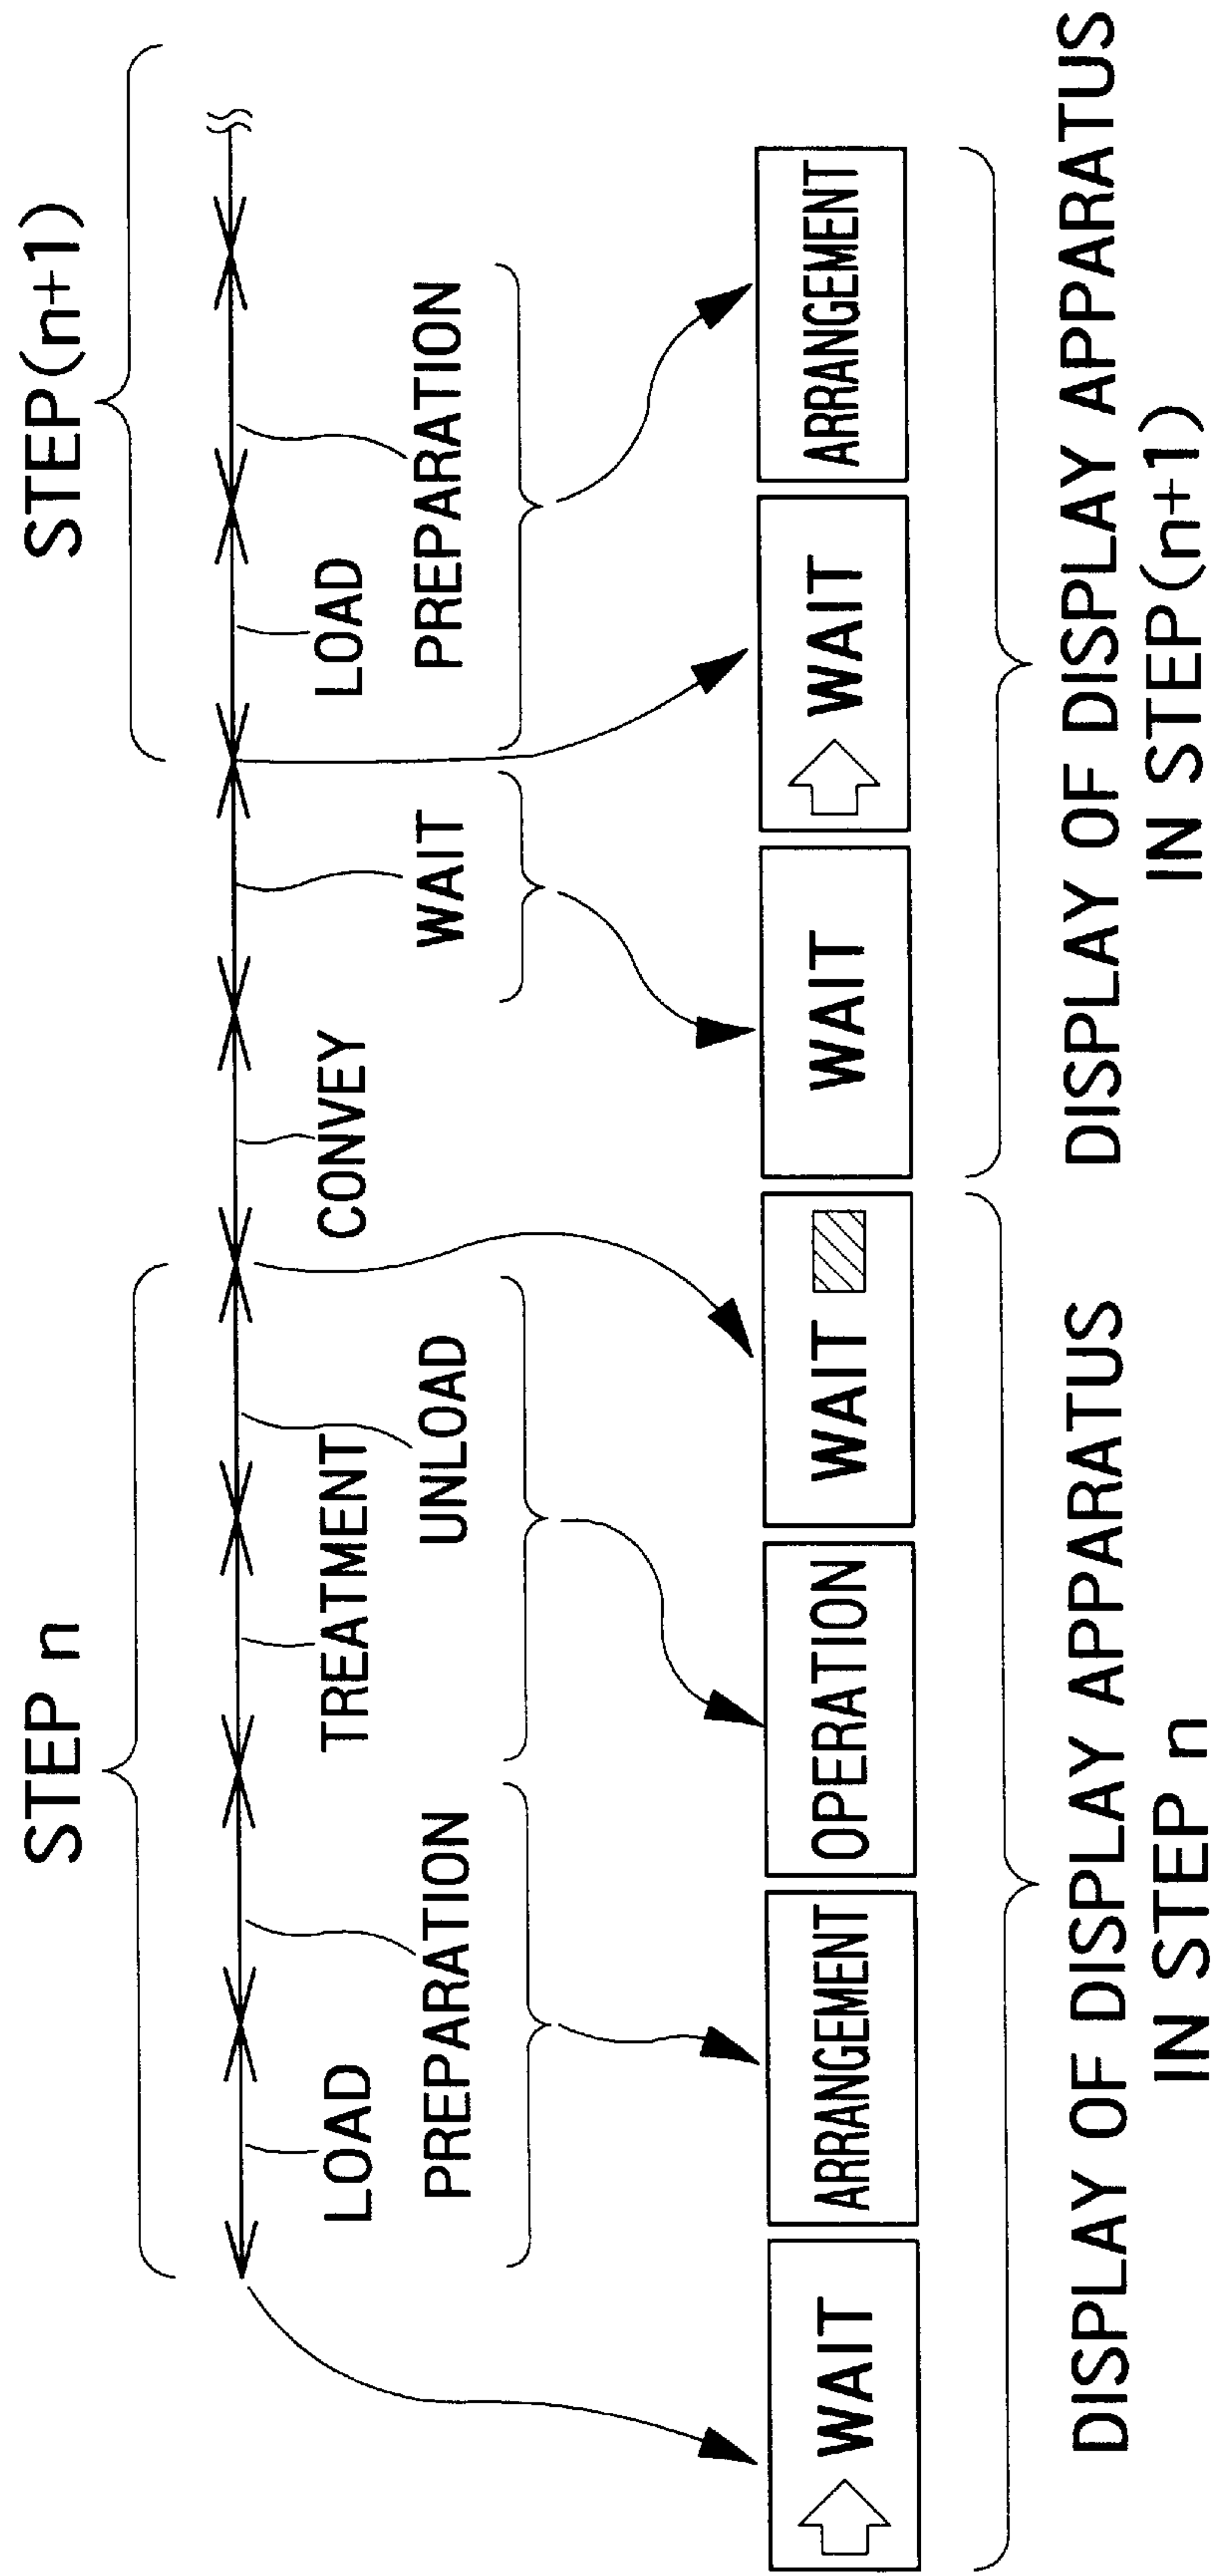 STEP n
STEP(n+1)
LOAD
TREATMENT
CONVEY
LOAD
PREPARATION
UNLOAD
WAIT
PREPARATION
WAIT
ARRANGEMENT
OPERATION
WAIT
WAIT
WAIT
ARRANGEMENT
DISPLAY OF DISPLAY APPARATUS
IN STEP n
DISPLAY OF DISPLAY APPARATUS
IN STEP(n+1)